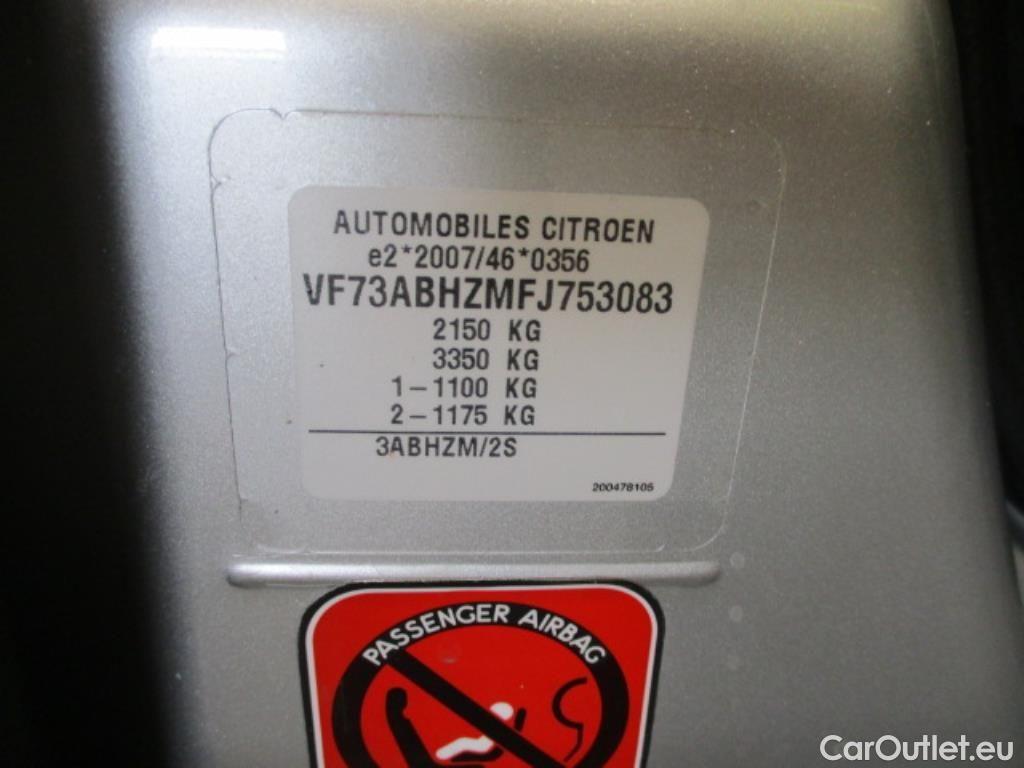 AUTOMOBILES CITROEN
e2*2007/46*0356
VF73ABHZMFJ753083
2150 KG
3350 KG
1-1100 KG
2-1175 KG
3ABHZM/2S
200478105
PASSENGER AIRBAG
CarOutlet.eu